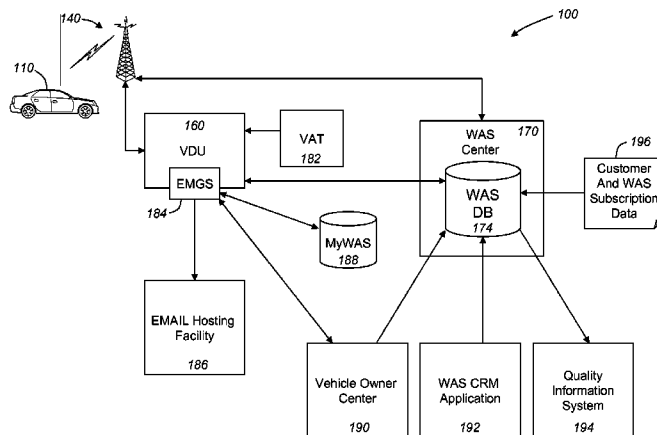 140
100
110
160
VDU
VAT
182
WAS
Center
170
196
Customer
And WAS
Subscription
Data
EMGS
184
WAS
DB
174
MyWAS
188
EMAIL Hosting
Facility
186
Vehicle Owner
Center
190
WAS CRM
Application
192
Quality
Information
System
194